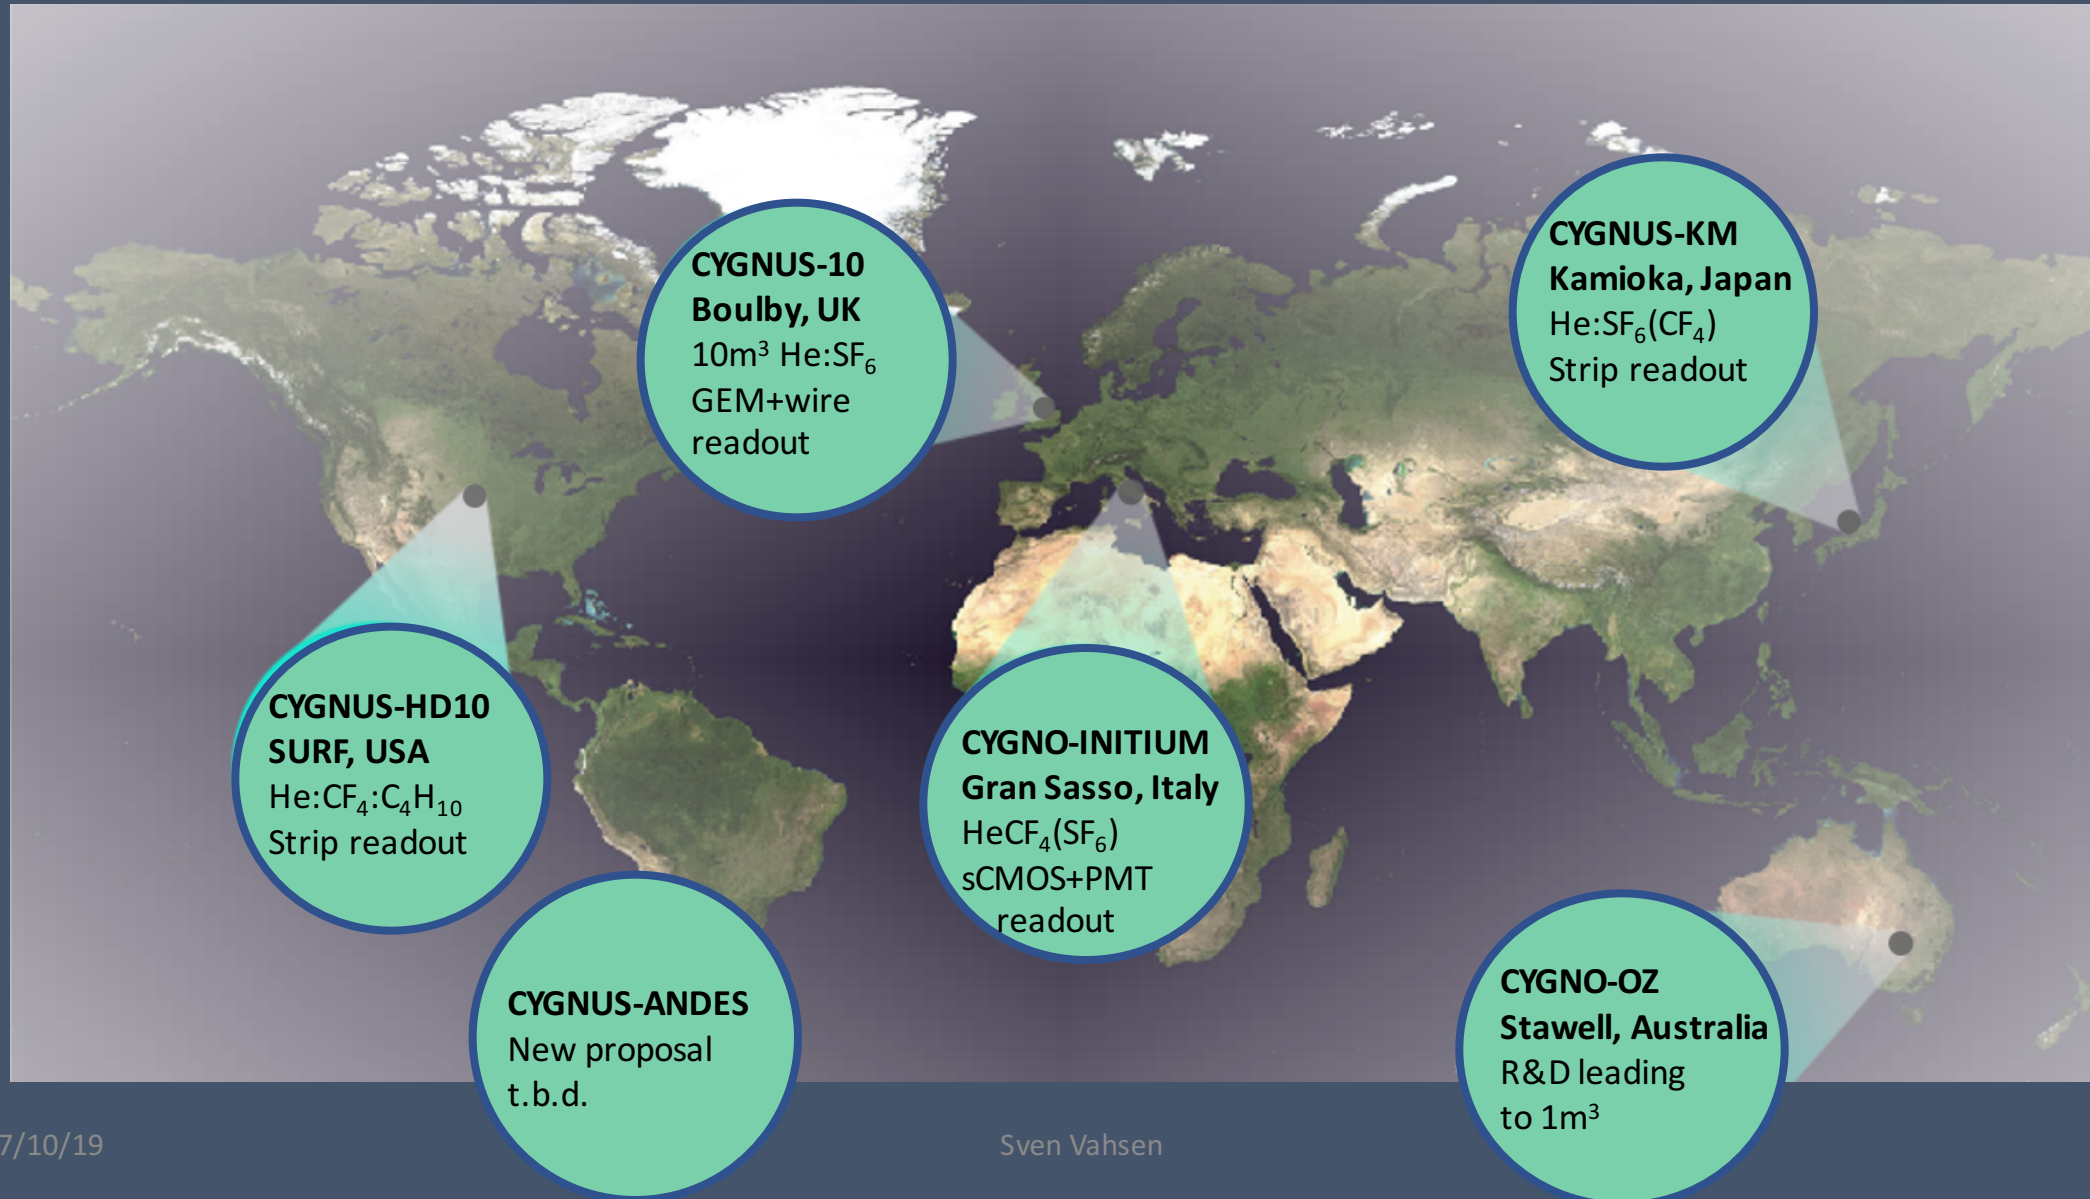 CYGNUS-10
Boulby, UK
10m³ He:SF₆
GEM+wire
readout
CYGNUS-KM
Kamioka, Japan
He:SF₆(CF₄)
Strip readout
CYGNUS-HD10
SURF, USA
He:CF₄:C₄H₁₀
Strip readout
CYGNO-INITIUM
Gran Sasso, Italy
HeCF₄(SF₆)
sCMOS+PMT
readout
CYGNUS-ANDES
New proposal
t.b.d.
CYGNO-OZ
Stawell, Australia
R&D leading
to 1m³
7/10/19
Sven Vahsen